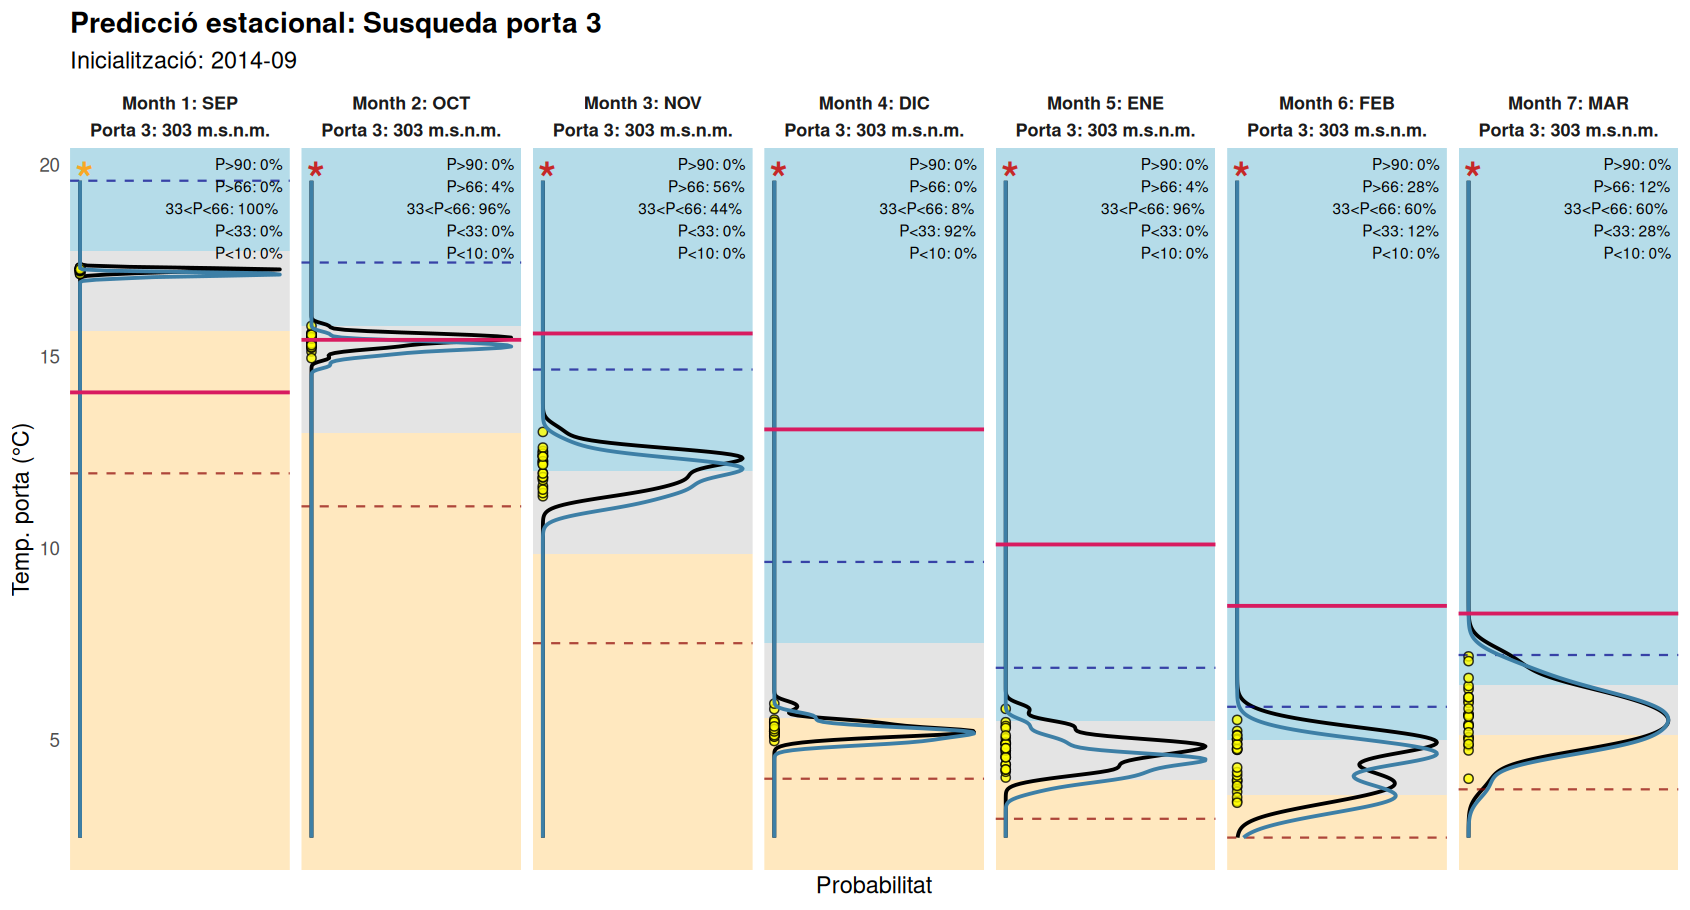 Predicció estacional: Susqueda porta 3
Inicialització: 2014-09
Month 1: SEP
Porta 3: 303 m.s.n.m.
Month 2: OCT
Porta 3: 303 m.s.n.m.
Month 3: NOV
Porta 3: 303 m.s.n.m.
Month 4: DIC
Porta 3: 303 m.s.n.m.
Month 5: ENE
Porta 3: 303 m.s.n.m.
Month 6: FEB
Porta 3: 303 m.s.n.m.
Month 7: MAR
Porta 3: 303 m.s.n.m.
Temp. porta (°C)
20
15
10
5
*
P>90: 0%
P>66: 0%
33<P<66: 100%
P<33: 0%
P<10: 0%
*
P>90: 0%
P>66: 4%
33<P<66: 96%
P<33: 0%
P<10: 0%
*
P>90: 0%
P>66: 56%
33<P<66: 44%
P<33: 0%
P<10: 0%
*
P>90: 0%
P>66: 0%
33<P<66: 8%
P<33: 92%
P<10: 0%
*
P>90: 0%
P>66: 4%
33<P<66: 96%
P<33: 0%
P<10: 0%
*
P>90: 0%
P>66: 28%
33<P<66: 60%
P<33: 12%
P<10: 0%
*
P>90: 0%
P>66: 12%
33<P<66: 60%
P<33: 28%
P<10: 0%
Probabilitat